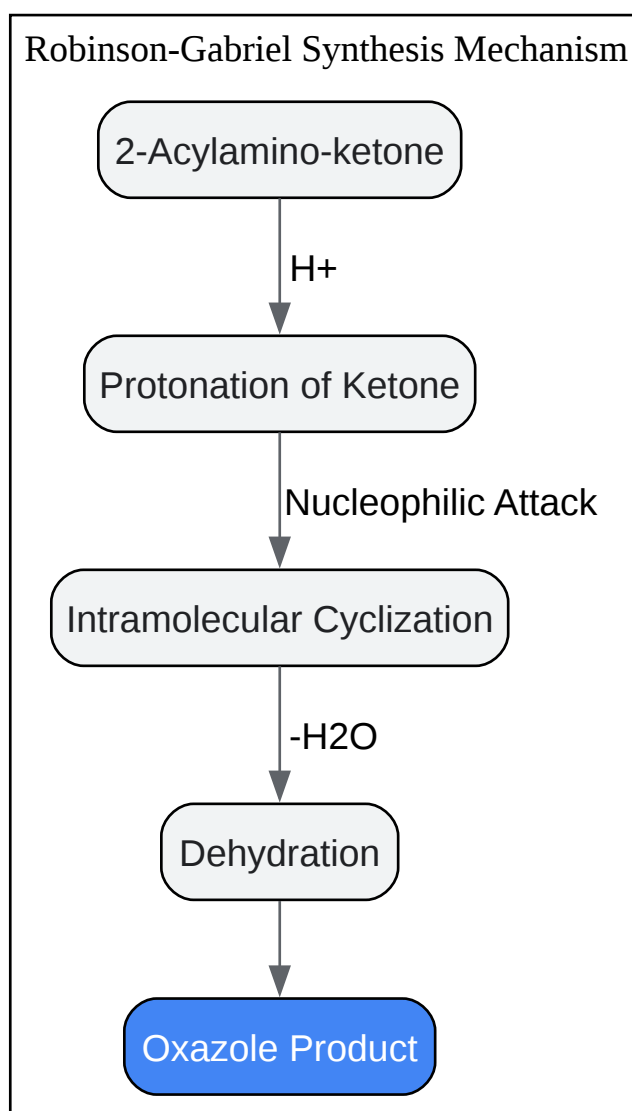 Robinson-Gabriel Synthesis Mechanism
2-Acylamino-ketone
H+
Protonation of Ketone
Nucleophilic Attack
Intramolecular Cyclization
-H2O
Dehydration
Oxazole Product